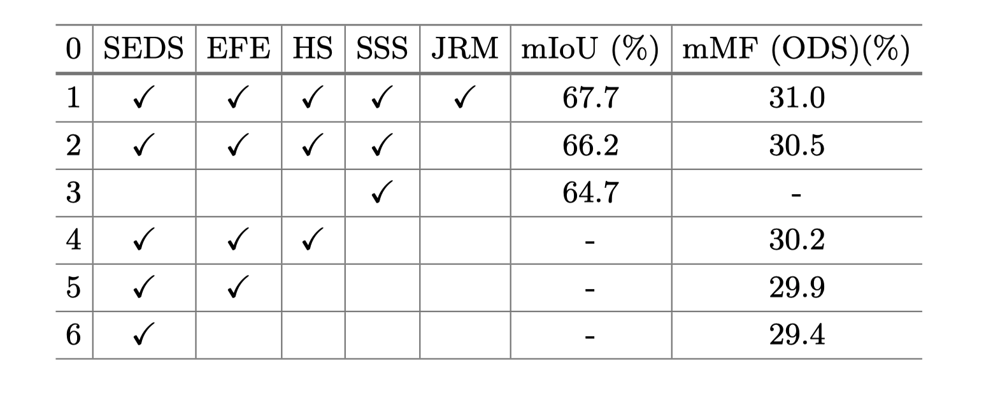 0 SEDS EFE HS SSS JRM mIoU (%) mMF (ODS)(%)
1 ✓ ✓ ✓ ✓ ✓ 67.7 31.0
2 ✓ ✓ ✓ ✓ 66.2 30.5
3 ✓ 64.7 -
4 ✓ ✓ ✓ - 30.2
5 ✓ ✓ - 29.9
6 ✓ - 29.4